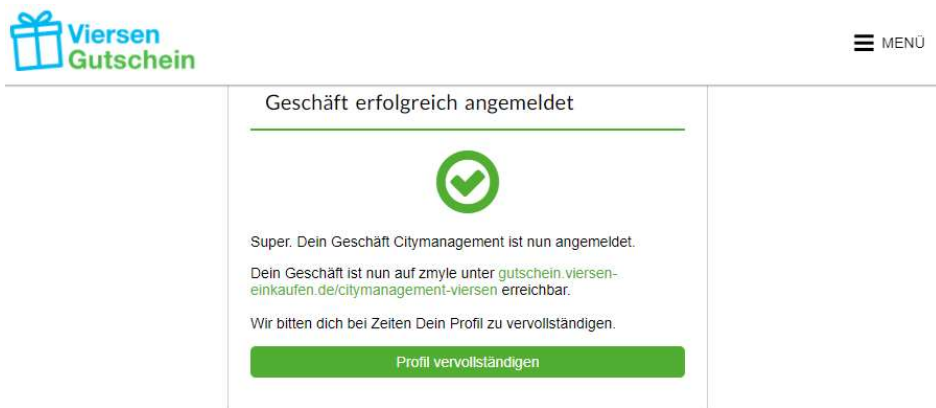 Viersen
Gutschein
MENÜ
Geschäft erfolgreich angemeldet
Super. Dein Geschäft Citymanagement ist nun angemeldet.
Dein Geschäft ist nun auf zmyle unter gutschein.viersen-
einkaufen.de/citymanagement-viersen erreichbar.
Wir bitten dich bei Zeiten Dein Profil zu vervollständigen.
Profil vervollständigen